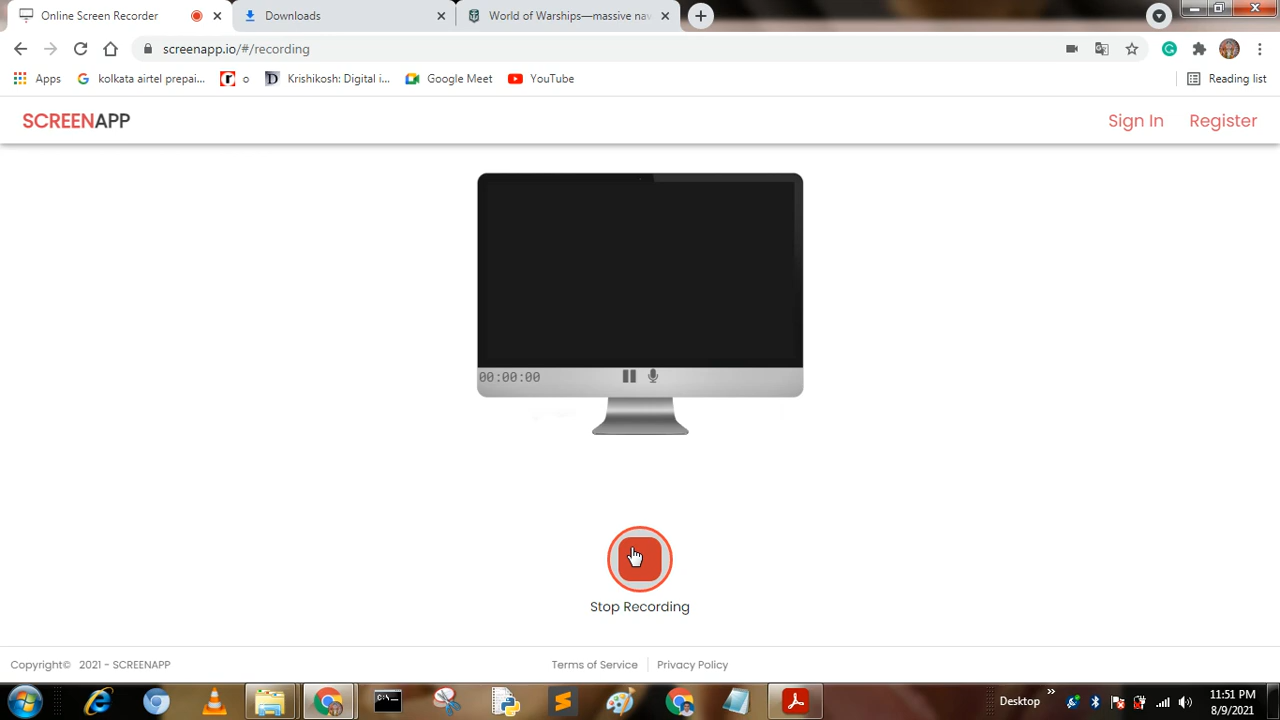 Online Screen Recorder
Downloads
World of Warships—massive nav
screenapp.io/#/recording
Apps
kolkata airtel prepai...
o
Krishikosh: Digital i...
Google Meet
YouTube
Reading list
SCREENAPP
Sign In
Register
00:00:00
Stop Recording
Copyright© 2021 - SCREENAPP
Terms of Service
Privacy Policy
Desktop
11:51 PM
8/9/2021